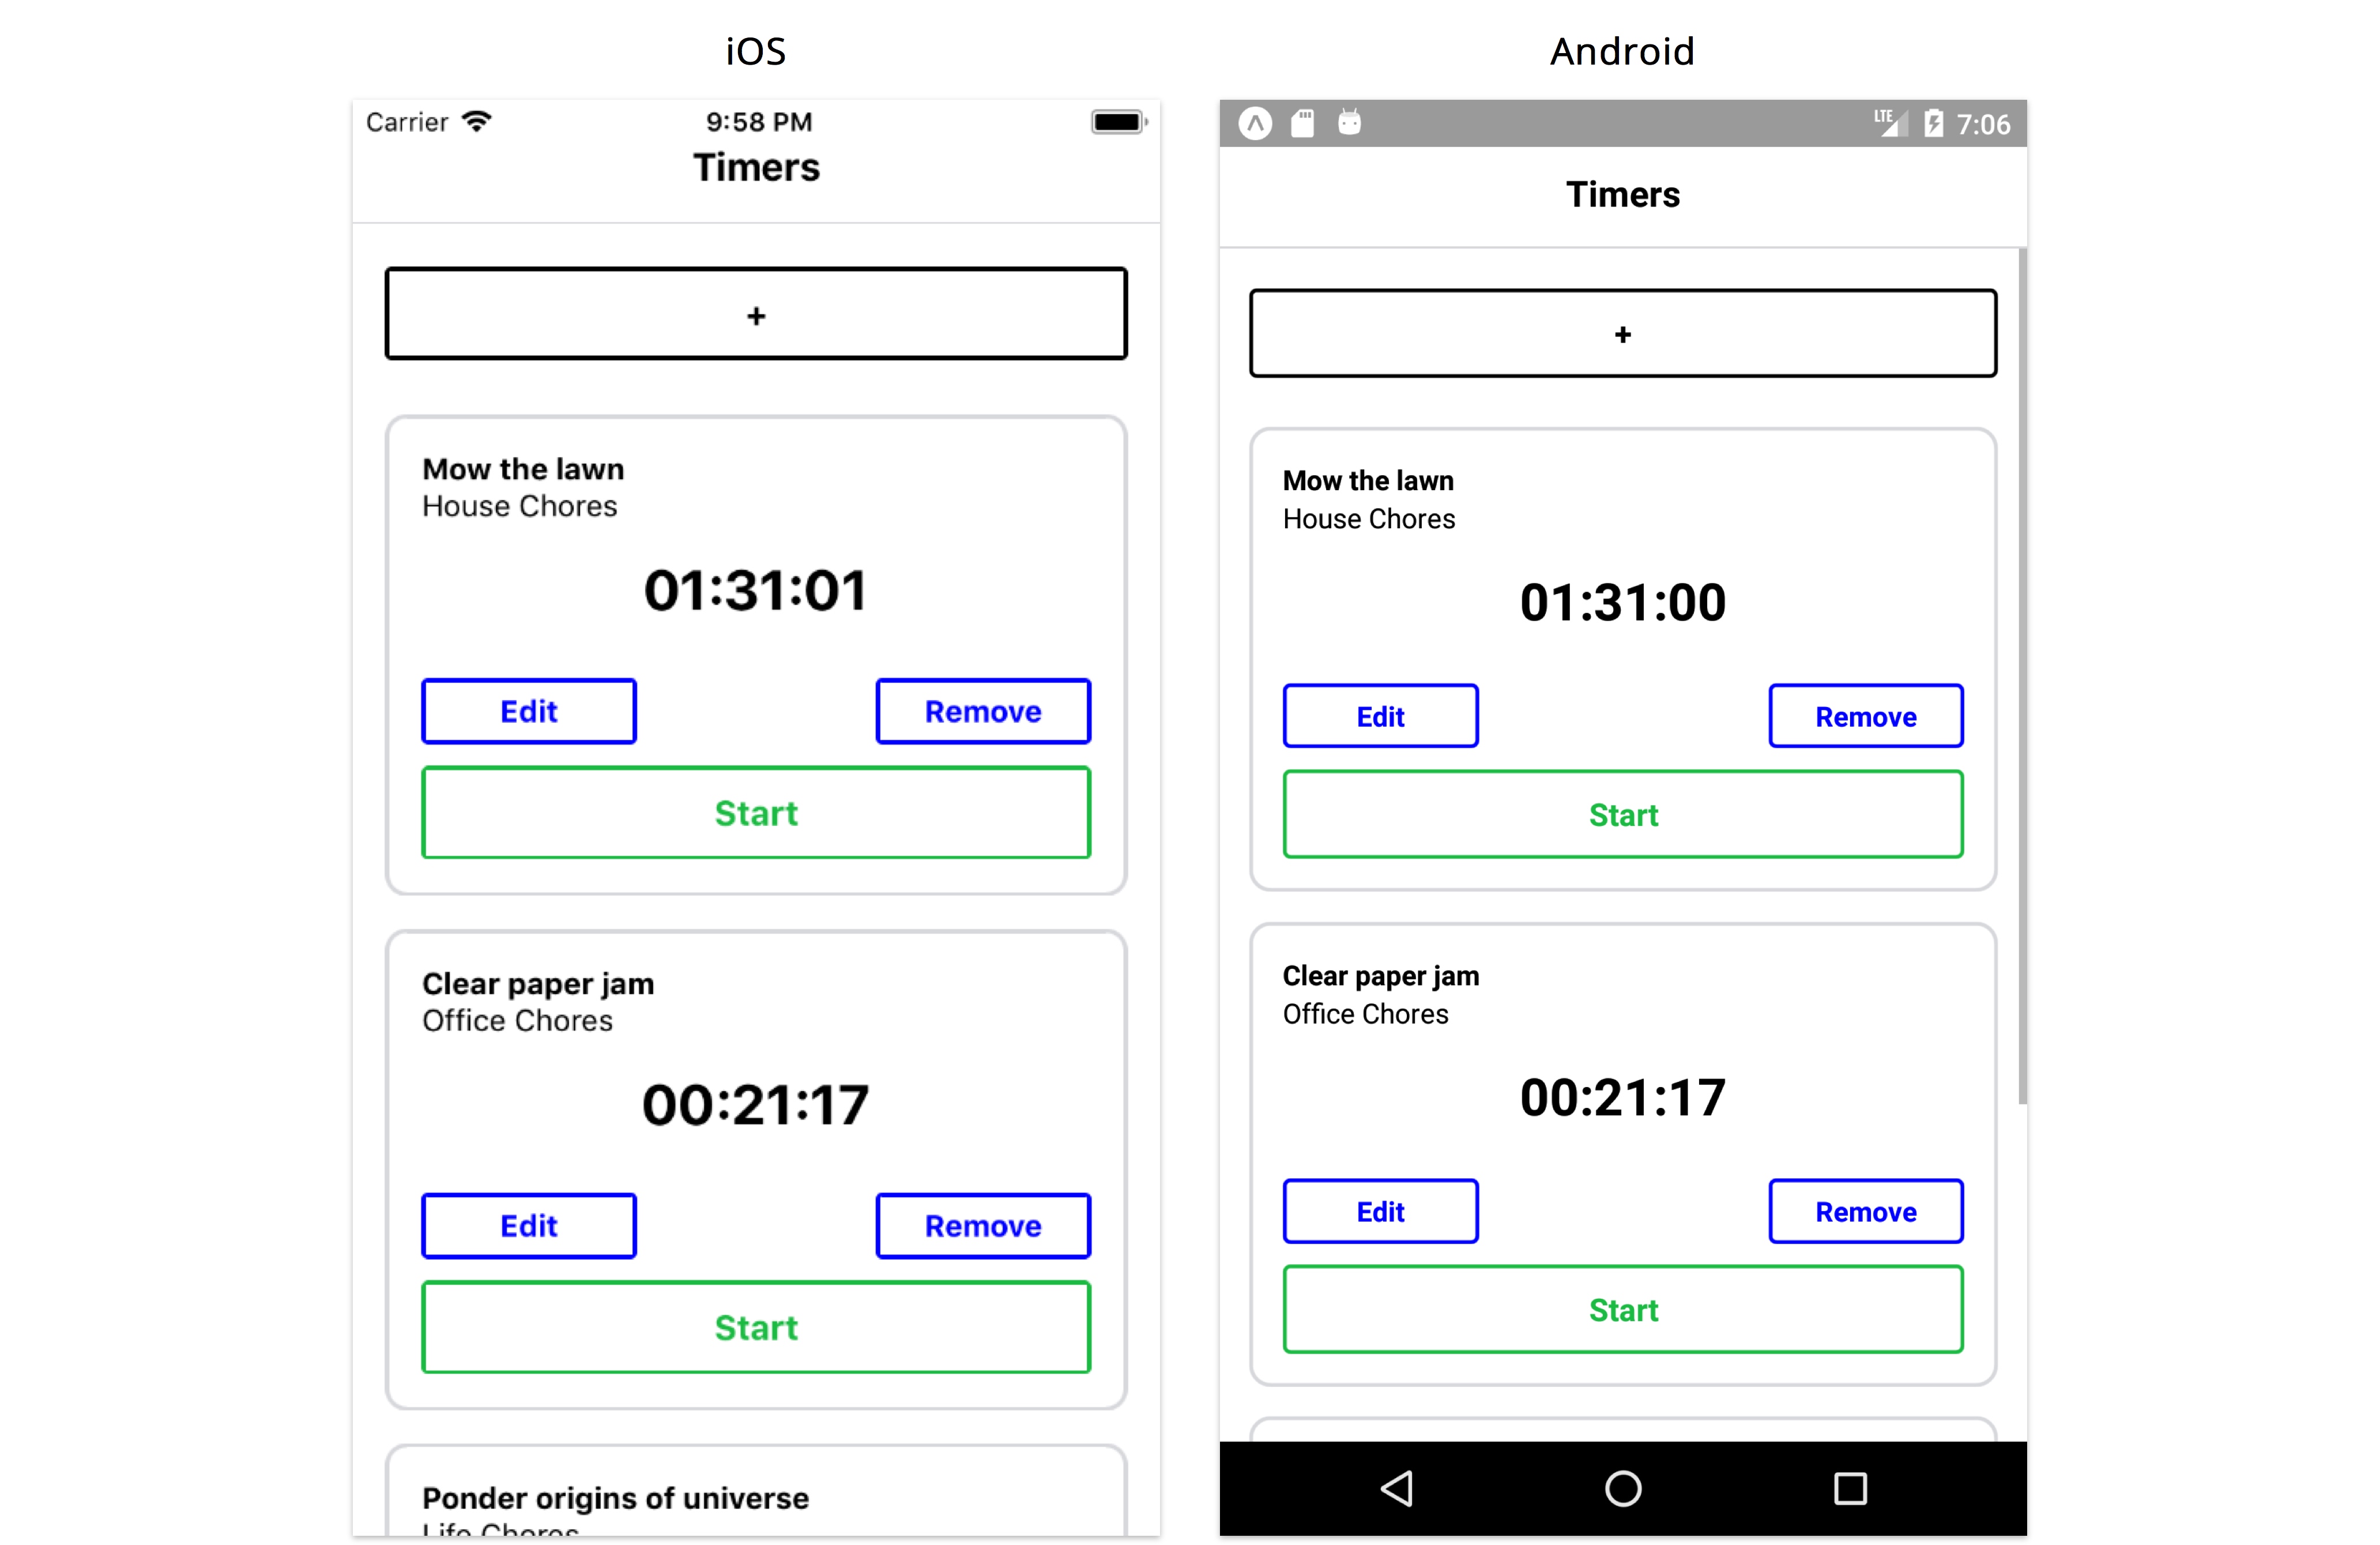 iOS
Carrier 9:58 PM
Timers
+
Mow the lawn
House Chores
01:31:01
Edit Remove
Start
Clear paper jam
Office Chores
00:21:17
Edit Remove
Start
Ponder origins of universe
Life Chores
Android
LTE 7:06
Timers
+
Mow the lawn
House Chores
01:31:00
Edit Remove
Start
Clear paper jam
Office Chores
00:21:17
Edit Remove
Start